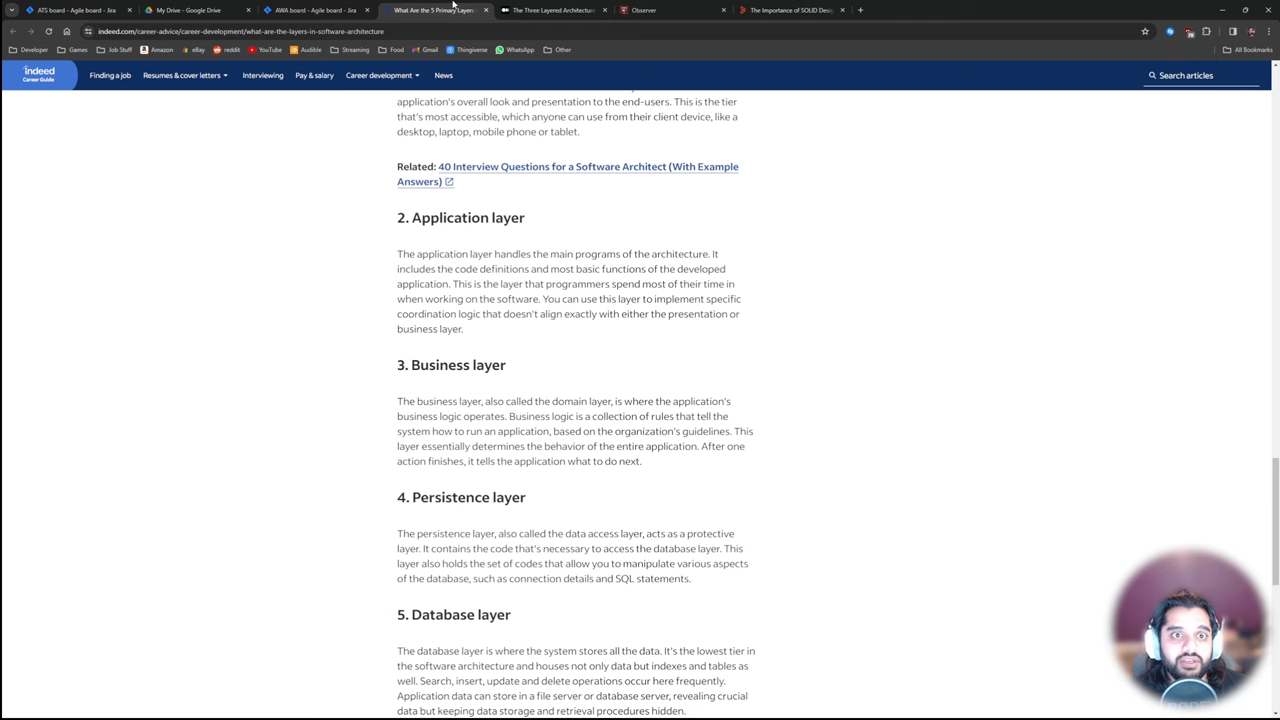 ATS board - Agile board - Jira
My Drive - Google Drive
AWA board - Agile board - Jira
What Are the 5 Primary Layers
The Three Layered Architecture
Observer
The Importance of SOLID Desig
indeed.com/career-advice/career-development/what-are-the-layers-in-software-architecture
Developer
Games
Job Stuff
Amazon
eBay
reddit
YouTube
Audible
Streaming
Food
Gmail
Thingiverse
WhatsApp
Other
All Bookmarks
indeed
Career Guide
Finding a job
Resumes & cover letters
Interviewing
Pay & salary
Career development
News
Search articles
application's overall look and presentation to the end-users. This is the tier
that's most accessible, which anyone can use from their client device, like a
desktop, laptop, mobile phone or tablet.
Related: 40 Interview Questions for a Software Architect (With Example
Answers)
2. Application layer
The application layer handles the main programs of the architecture. It
includes the code definitions and most basic functions of the developed
application. This is the layer that programmers spend most of their time in
when working on the software. You can use this layer to implement specific
coordination logic that doesn't align exactly with either the presentation or
business layer.
3. Business layer
The business layer, also called the domain layer, is where the application's
business logic operates. Business logic is a collection of rules that tell the
system how to run an application, based on the organization's guidelines. This
layer essentially determines the behavior of the entire application. After one
action finishes, it tells the application what to do next.
4. Persistence layer
The persistence layer, also called the data access layer, acts as a protective
layer. It contains the code that's necessary to access the database layer. This
layer also holds the set of codes that allow you to manipulate various aspects
of the database, such as connection details and SQL statements.
5. Database layer
The database layer is where the system stores all the data. It's the lowest tier in
the software architecture and houses not only data but indexes and tables as
well. Search, insert, update and delete operations occur here frequently.
Application data can store in a file server or database server, revealing crucial
data but keeping data storage and retrieval procedures hidden.